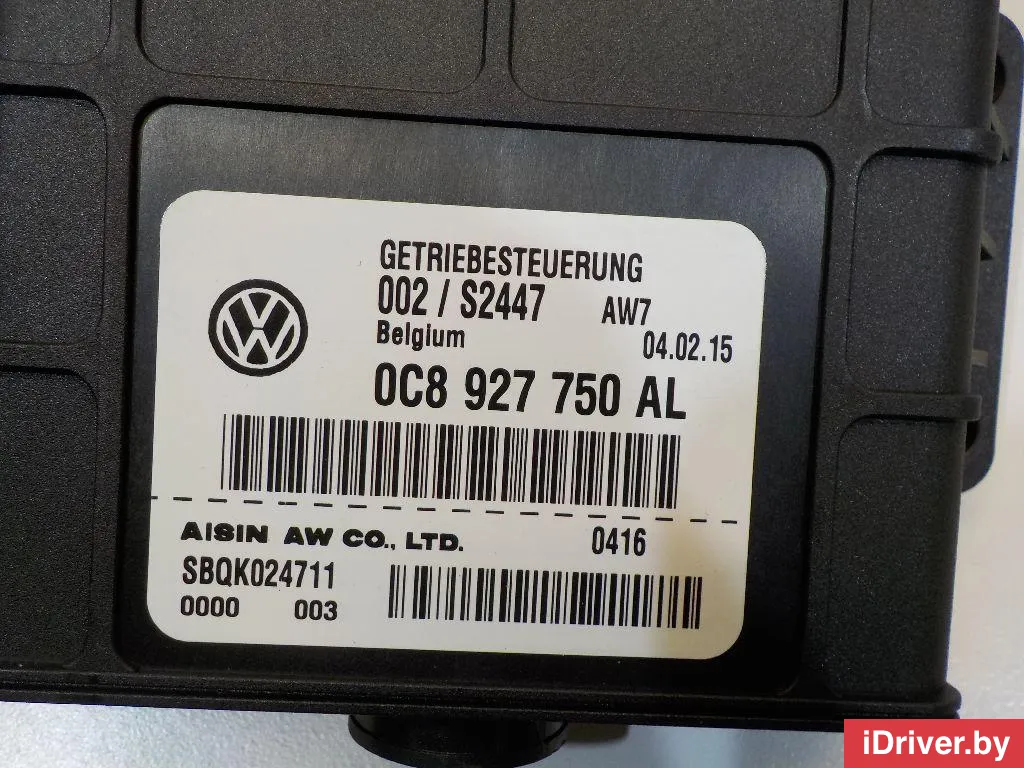 GETRIEBESTEUERUNG
002 / S2447 AW7
Belgium 04.02.15
0C8 927 750 AL
AISIN AW CO., LTD. 0416
SBQK024711
0000 003
iDriver.by